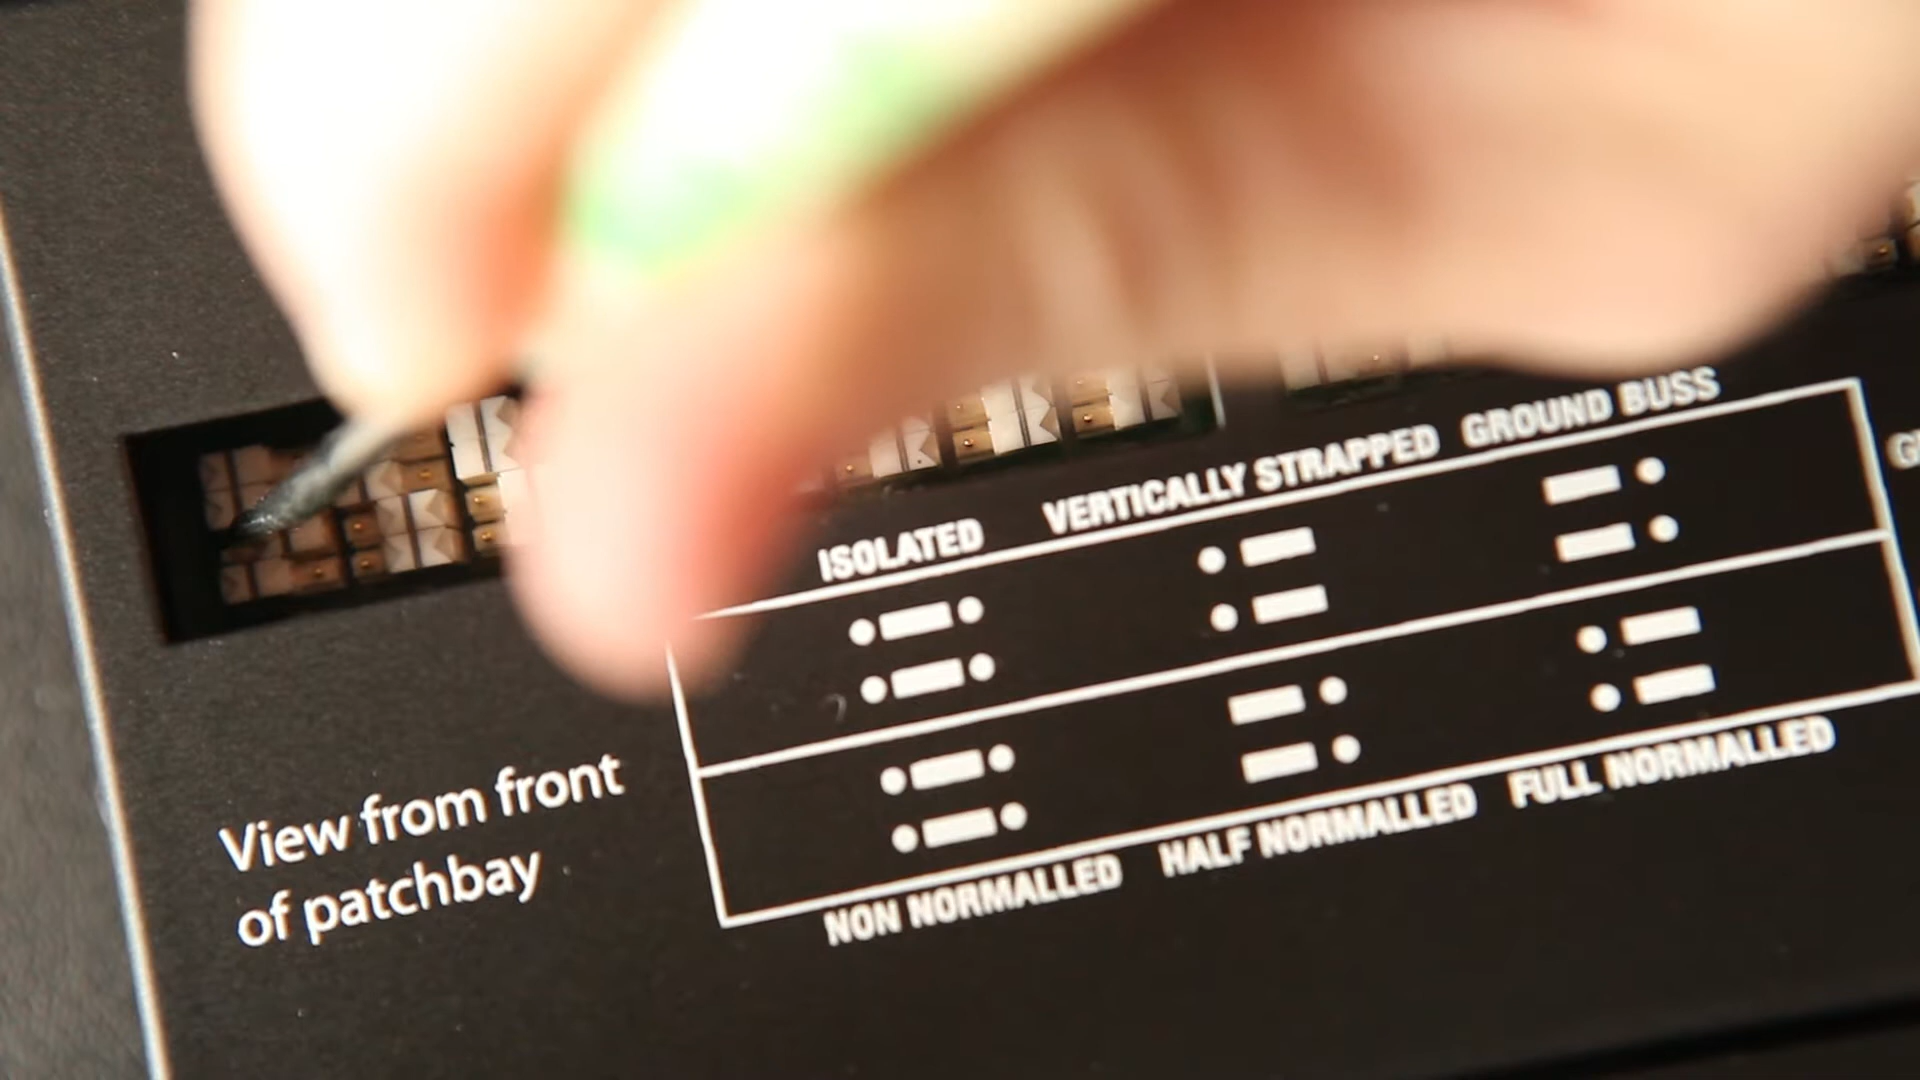 ISOLATED VERTICALLY STRAPPED GROUND BUSS
View from front
of patchbay
NON NORMALLED HALF NORMALLED FULL NORMALLED